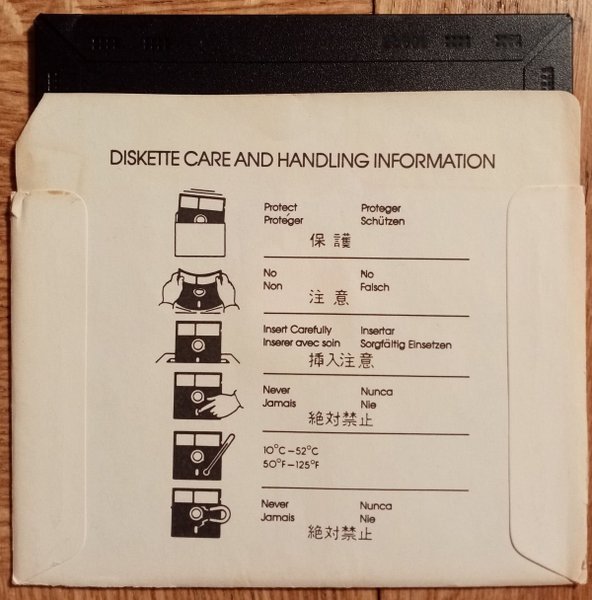 DISKETTE CARE AND HANDLING INFORMATION
Protect Proteger
Protéger Schützen
保護
No No
Non Falsch
注意
Insert Carefully Insertar
Inserer avec soin Sorgfältig Einsetzen
挿入注意
Never Nunca
Jamais Nie
絶対禁止
10°C–52°C
50°F–125°F
Never Nunca
Jamais Nie
絶対禁止